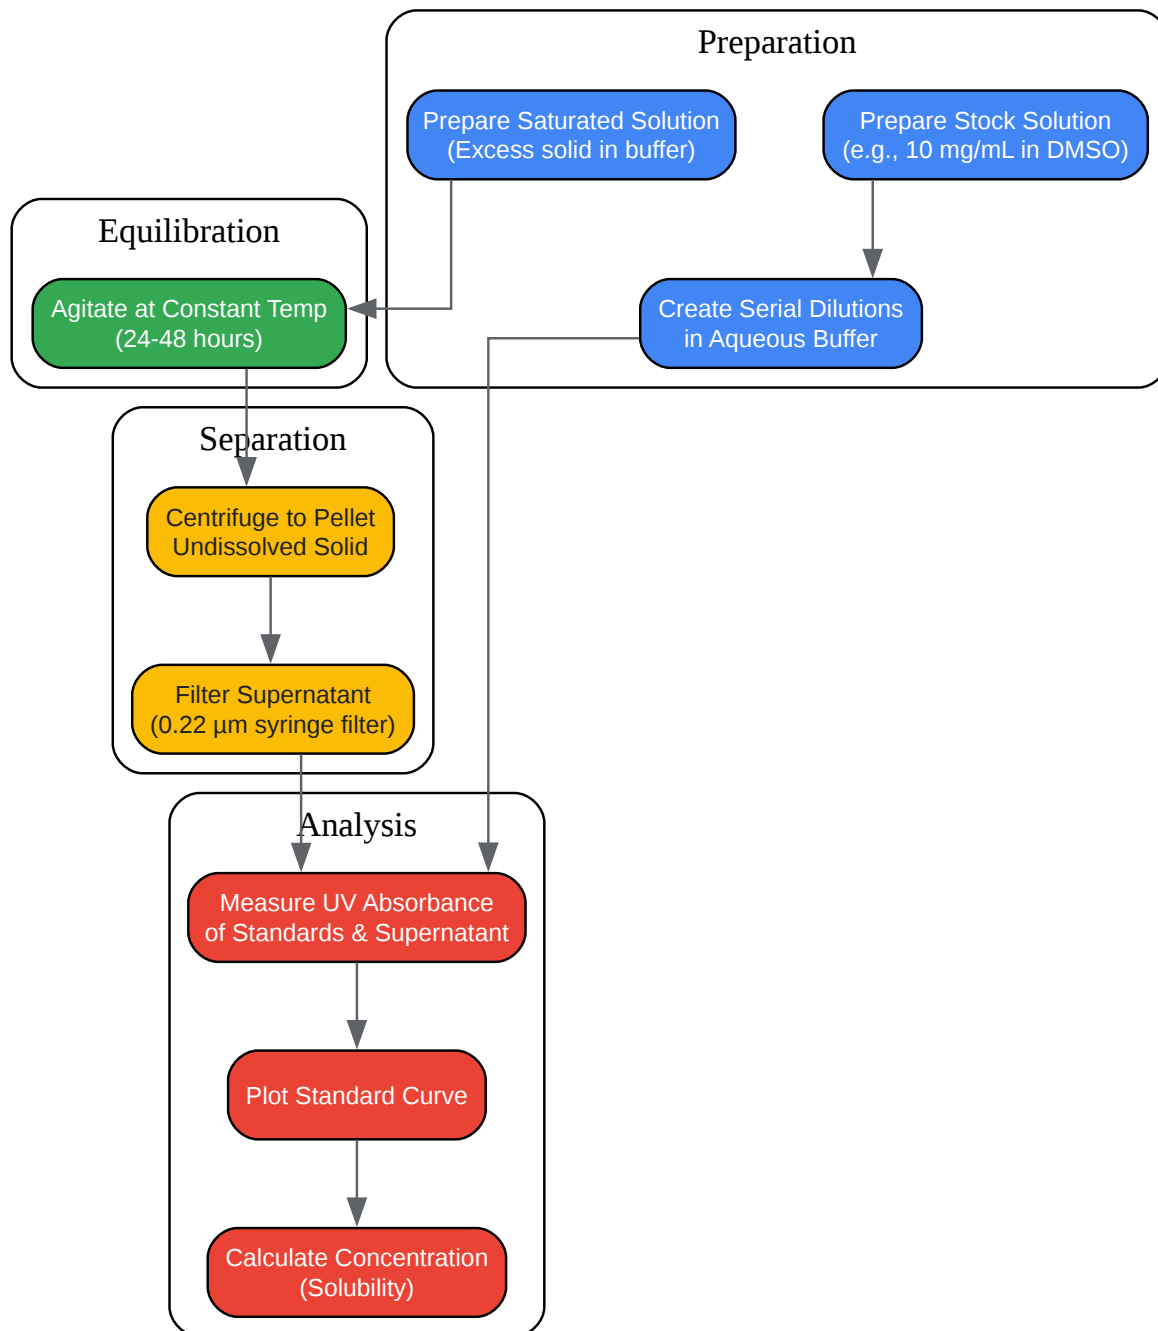 Preparation
Prepare Saturated Solution
(Excess solid in buffer)
Prepare Stock Solution
(e.g., 10 mg/mL in DMSO)
Equilibration
Agitate at Constant Temp
(24-48 hours)
Create Serial Dilutions
in Aqueous Buffer
Separation
Centrifuge to Pellet
Undissolved Solid
Filter Supernatant
(0.22 µm syringe filter)
Analysis
Measure UV Absorbance
of Standards & Supernatant
Plot Standard Curve
Calculate Concentration
(Solubility)